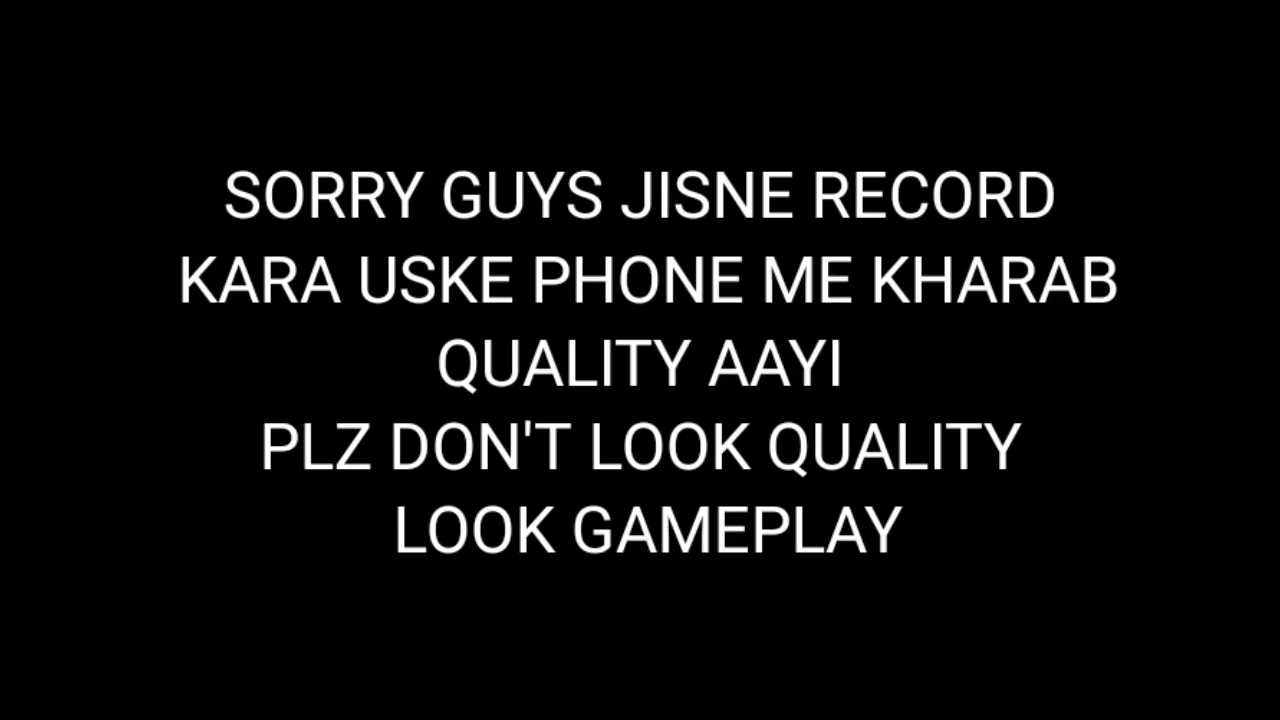 SORRY GUYS JISNE RECORD
KARA USKE PHONE ME KHARAB
QUALITY AAYI
PLZ DON'T LOOK QUALITY
LOOK GAMEPLAY